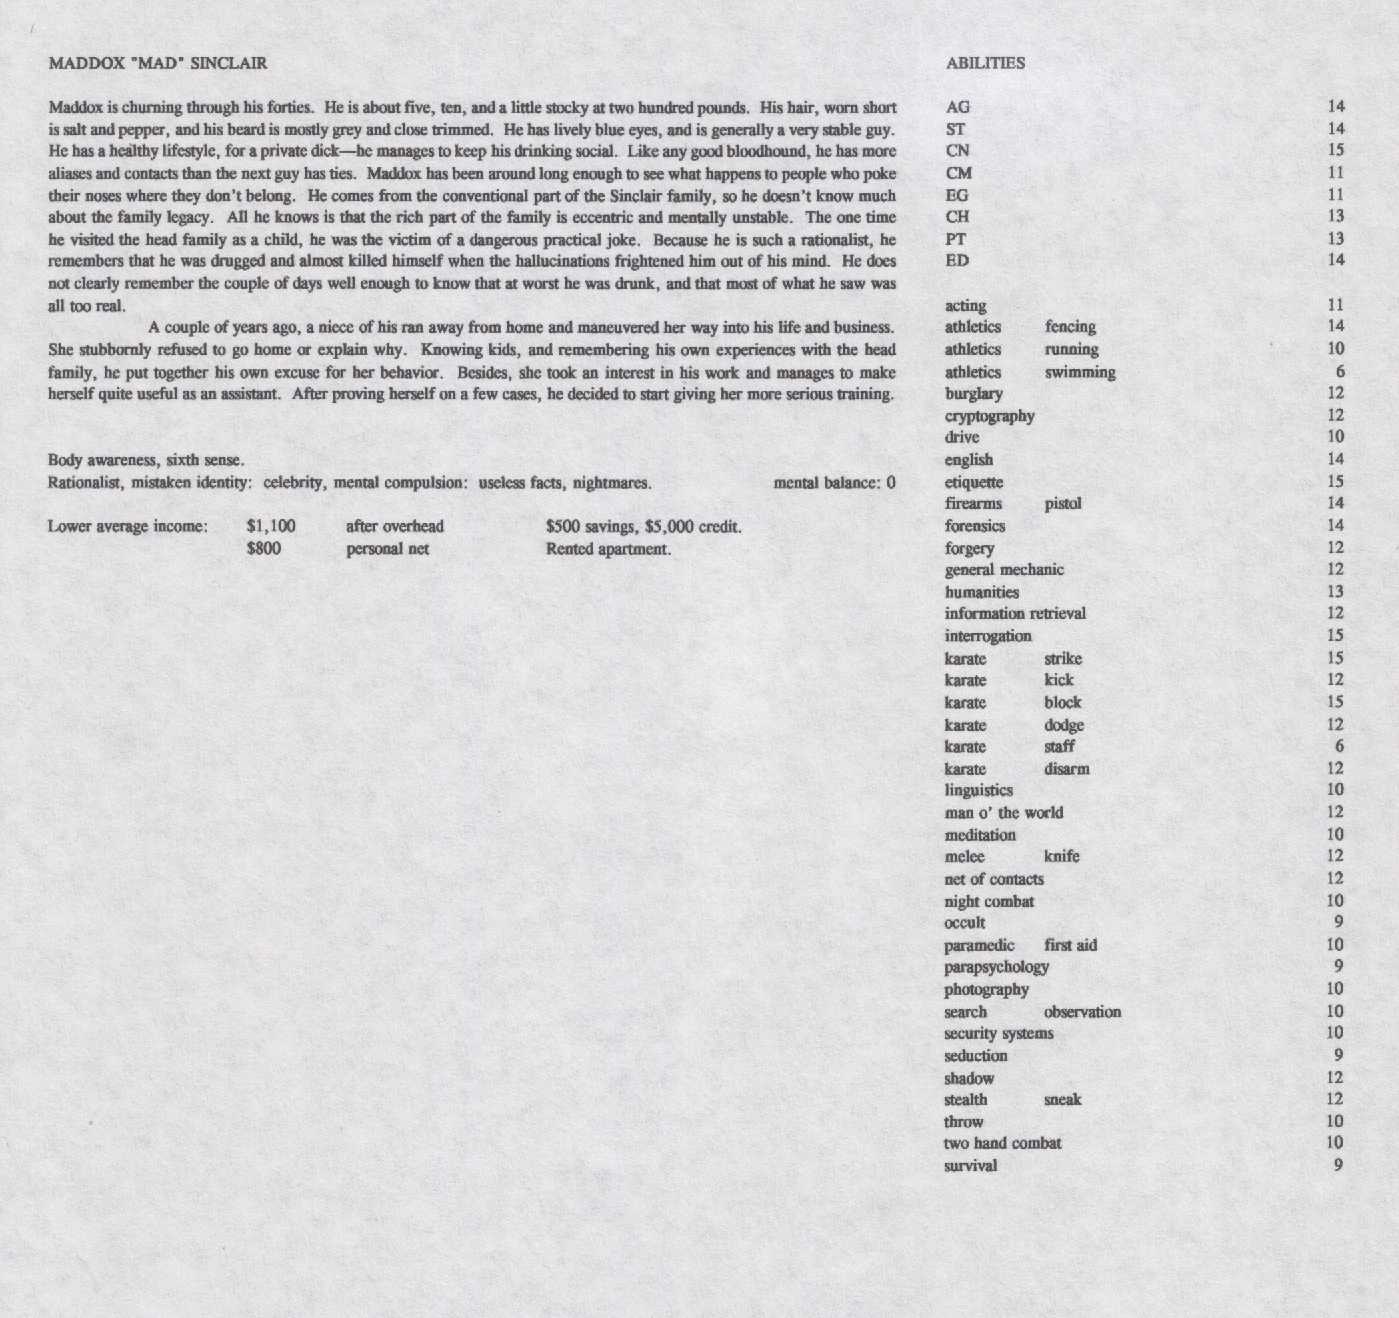 MADDOX "MAD" SINCLAIR
Maddox is churning through his forties. He is about five, ten, and a little stocky at two hundred pounds. His hair, worn short
is salt and pepper, and his beard is mostly grey and close trimmed. He has lively blue eyes, and is generally a very stable guy.
He has a healthy lifestyle, for a private dick—he manages to keep his drinking social. Like any good bloodhound, he has more
aliases and contacts than the next guy has ties. Maddox has been around long enough to see what happens to people who poke
their noses where they don't belong. He comes from the conventional part of the Sinclair family, so he doesn't know much
about the family legacy. All he knows is that the rich part of the family is eccentric and mentally unstable. The one time
he visited the head family as a child, he was the victim of a dangerous practical joke. Because he is such a rationalist, he
remembers that he was drugged and almost killed himself when the hallucinations frightened him out of his mind. He does
not clearly remember the couple of days well enough to know that at worst he was drunk, and that most of what he saw was
all too real.
A couple of years ago, a niece of his ran away from home and maneuvered her way into his life and business.
She stubbornly refused to go home or explain why. Knowing kids, and remembering his own experiences with the head
family, he put together his own excuse for her behavior. Besides, she took an interest in his work and manages to make
herself quite useful as an assistant. After proving herself on a few cases, he decided to start giving her more serious training.
Body awareness, sixth sense.
Rationalist, mistaken identity: celebrity, mental compulsion: useless facts, nightmares. mental balance: 0
Lower average income: $1,100 after overhead $500 savings, $5,000 credit.
$800 personal net Rented apartment.
ABILITIES
AG 14
ST 14
CN 15
CM 11
EG 11
CH 13
PT 13
ED 14
acting 11
athletics fencing 14
athletics running 10
athletics swimming 6
burglary 12
cryptography 12
drive 10
english 14
etiquette 15
firearms pistol 14
forensics 14
forgery 12
general mechanic 12
humanities 13
information retrieval 12
interrogation 15
karate strike 15
karate kick 12
karate block 15
karate dodge 12
karate staff 6
karate disarm 12
linguistics 10
man o' the world 12
meditation 10
melee knife 12
net of contacts 12
night combat 10
occult 9
paramedic first aid 10
parapsychology 9
photography 10
search observation 10
security systems 10
seduction 9
shadow 12
stealth sneak 12
throw 10
two hand combat 10
survival 9